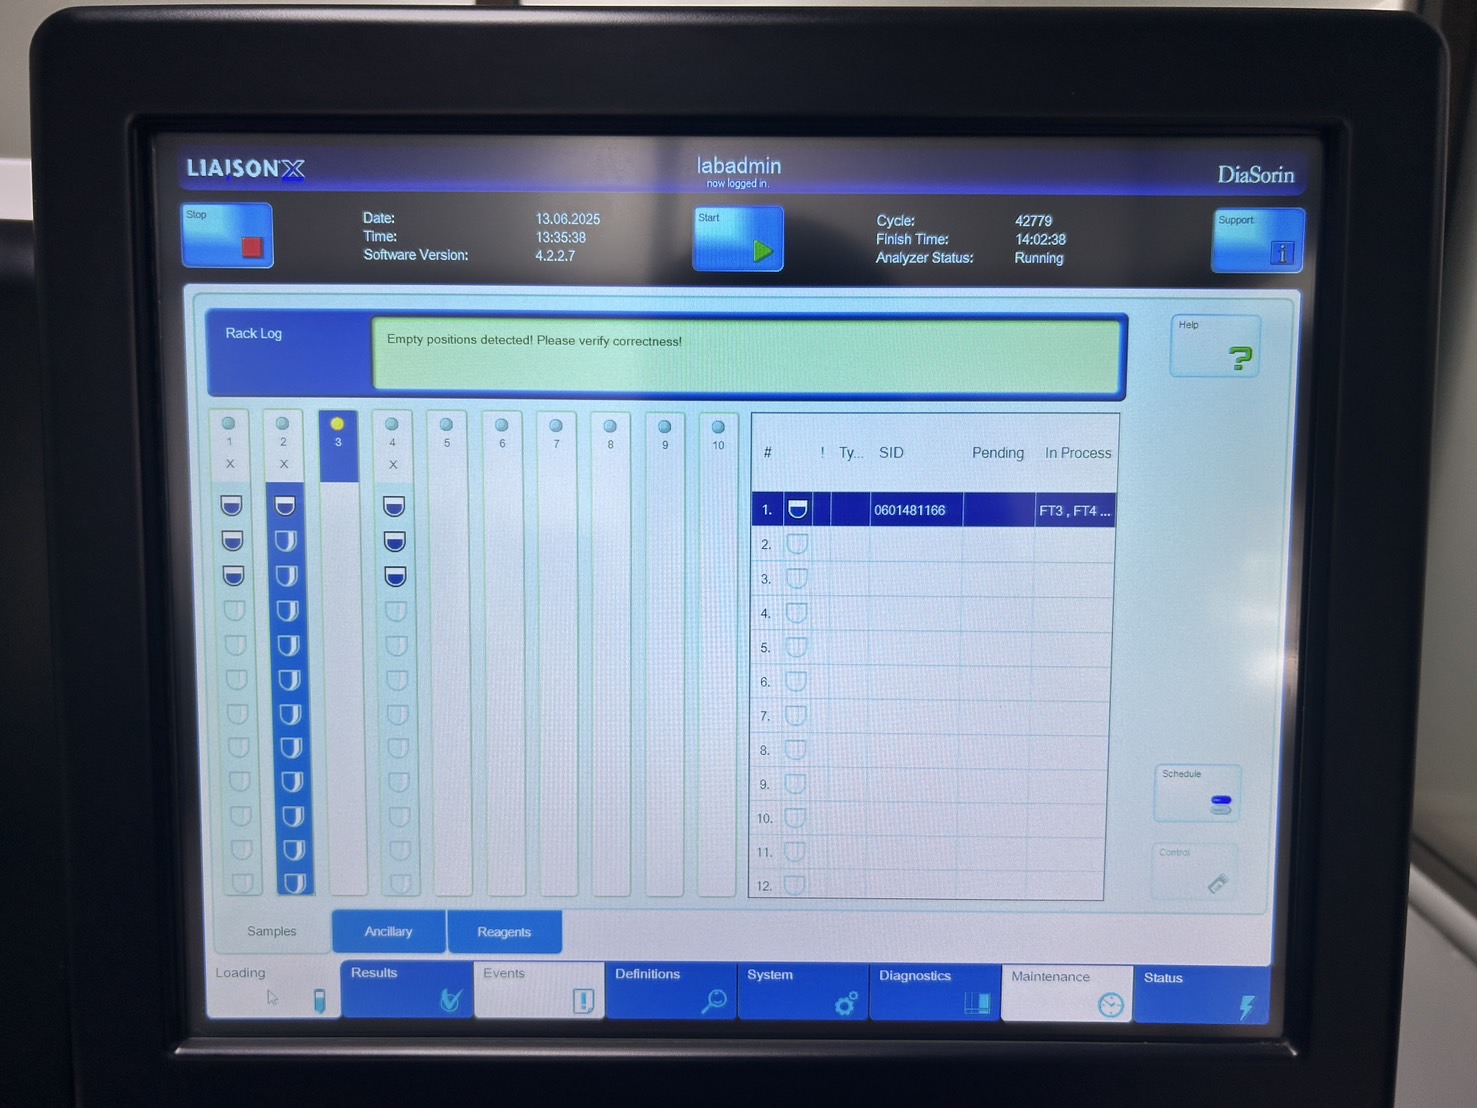 LIAISON X
labadmin
now logged in.
DiaSorin
Stop
Date: 13.06.2025
Time: 13:35:38
Software Version: 4.2.2.7
Start
Cycle: 42779
Finish Time: 14:02:38
Analyzer Status: Running
Support
i
Rack Log
Empty positions detected! Please verify correctness!
Help
?
1 2 3 4 5 6 7 8 9 10
X X X
# ! Ty... SID Pending In Process
1. 0601481166 FT3 , FT4 ...
2.
3.
4.
5.
6.
7.
8.
9.
10.
11.
12.
Schedule
Control
Samples Ancillary Reagents
Loading Results Events Definitions System Diagnostics Maintenance Status